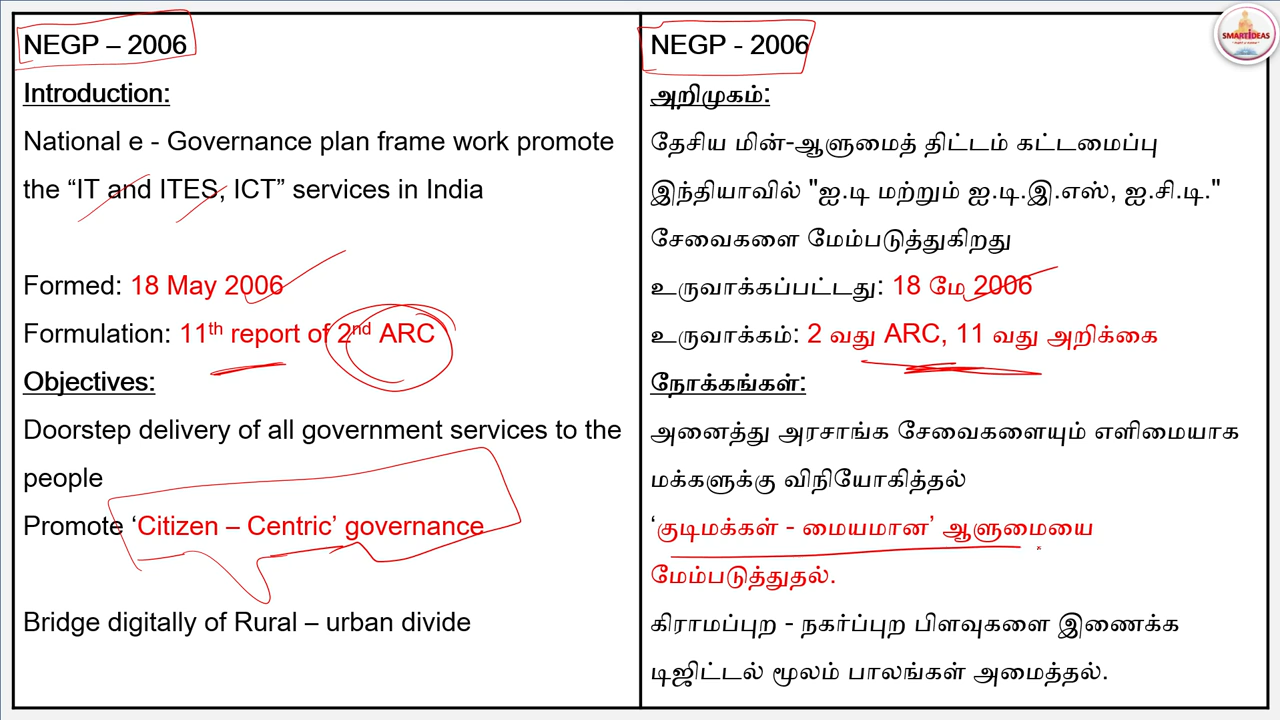 NEGP – 2006
Introduction:
National e - Governance plan frame work promote
the “IT and ITES, ICT” services in India
Formed: 18 May 2006
Formulation: 11th report of 2nd ARC
Objectives:
Doorstep delivery of all government services to the
people
Promote ‘Citizen – Centric’ governance
Bridge digitally of Rural – urban divide
NEGP - 2006
அறிமுகம்:
தேசிய மின்-ஆளுமைத் திட்டம் கட்டமைப்பு
இந்தியாவில் "ஐ.டி மற்றும் ஐ.டி.இ.எஸ், ஐ.சி.டி."
சேவைகளை மேம்படுத்துகிறது
உருவாக்கப்பட்டது: 18 மே 2006
உருவாக்கம்: 2 வது ARC, 11 வது அறிக்கை
நோக்கங்கள்:
அனைத்து அரசாங்க சேவைகளையும் எளிமையாக
மக்களுக்கு விநியோகித்தல்
‘குடிமக்கள் - மையமான’ ஆளுமையை
மேம்படுத்துதல்.
கிராமப்புற - நகர்ப்புற பிளவுகளை இணைக்க
டிஜிட்டல் மூலம் பாலங்கள் அமைத்தல்.
SMARTIDEAS